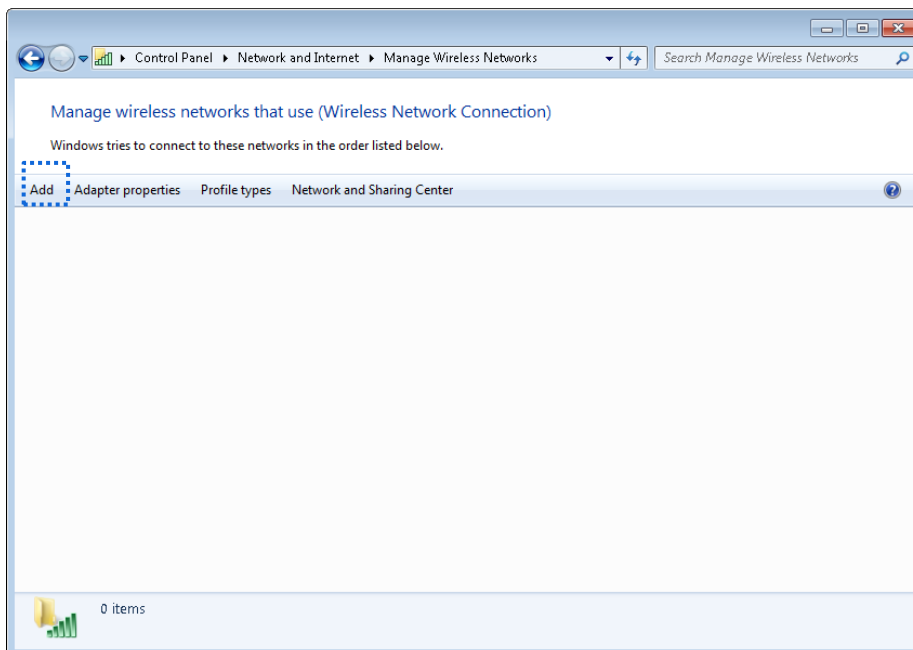 Control Panel Network and Internet Manage Wireless Networks Search Manage Wireless Networks
Manage wireless networks that use (Wireless Network Connection)
Windows tries to connect to these networks in the order listed below.
Add Adapter properties Profile types Network and Sharing Center
0 items